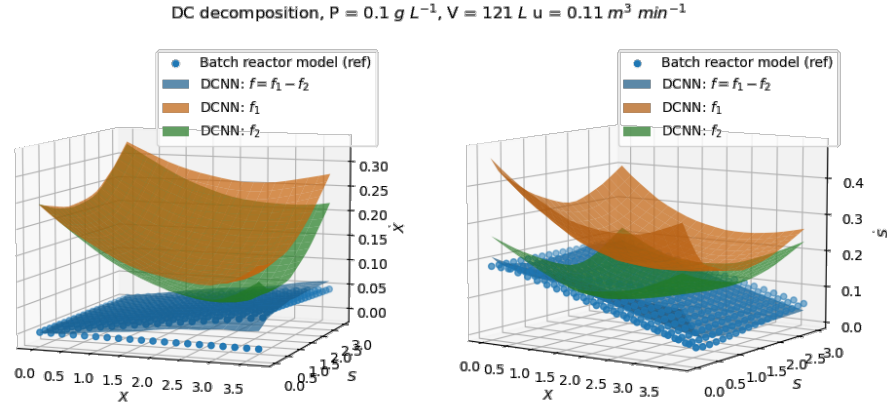 DC decomposition, P = 0.1 g L⁻¹, V = 121 L u = 0.11 m³ min⁻¹
Batch reactor model (ref)
DCNN: f = f₁ − f₂
DCNN: f₁
DCNN: f₂
0.30
0.25
0.20
0.15
0.10
0.05
0.00
ẋ
0.0 0.5 1.0 1.5 2.0 2.5 3.0 3.5
x
0.0 0.5 1.0 1.5 2.0 2.5 3.0
s
Batch reactor model (ref)
DCNN: f = f₁ − f₂
DCNN: f₁
DCNN: f₂
0.4
0.3
0.2
0.1
0.0
ṡ
0.0 0.5 1.0 1.5 2.0 2.5 3.0 3.5
x
0.0 0.5 1.0 1.5 2.0 2.5 3.0
s